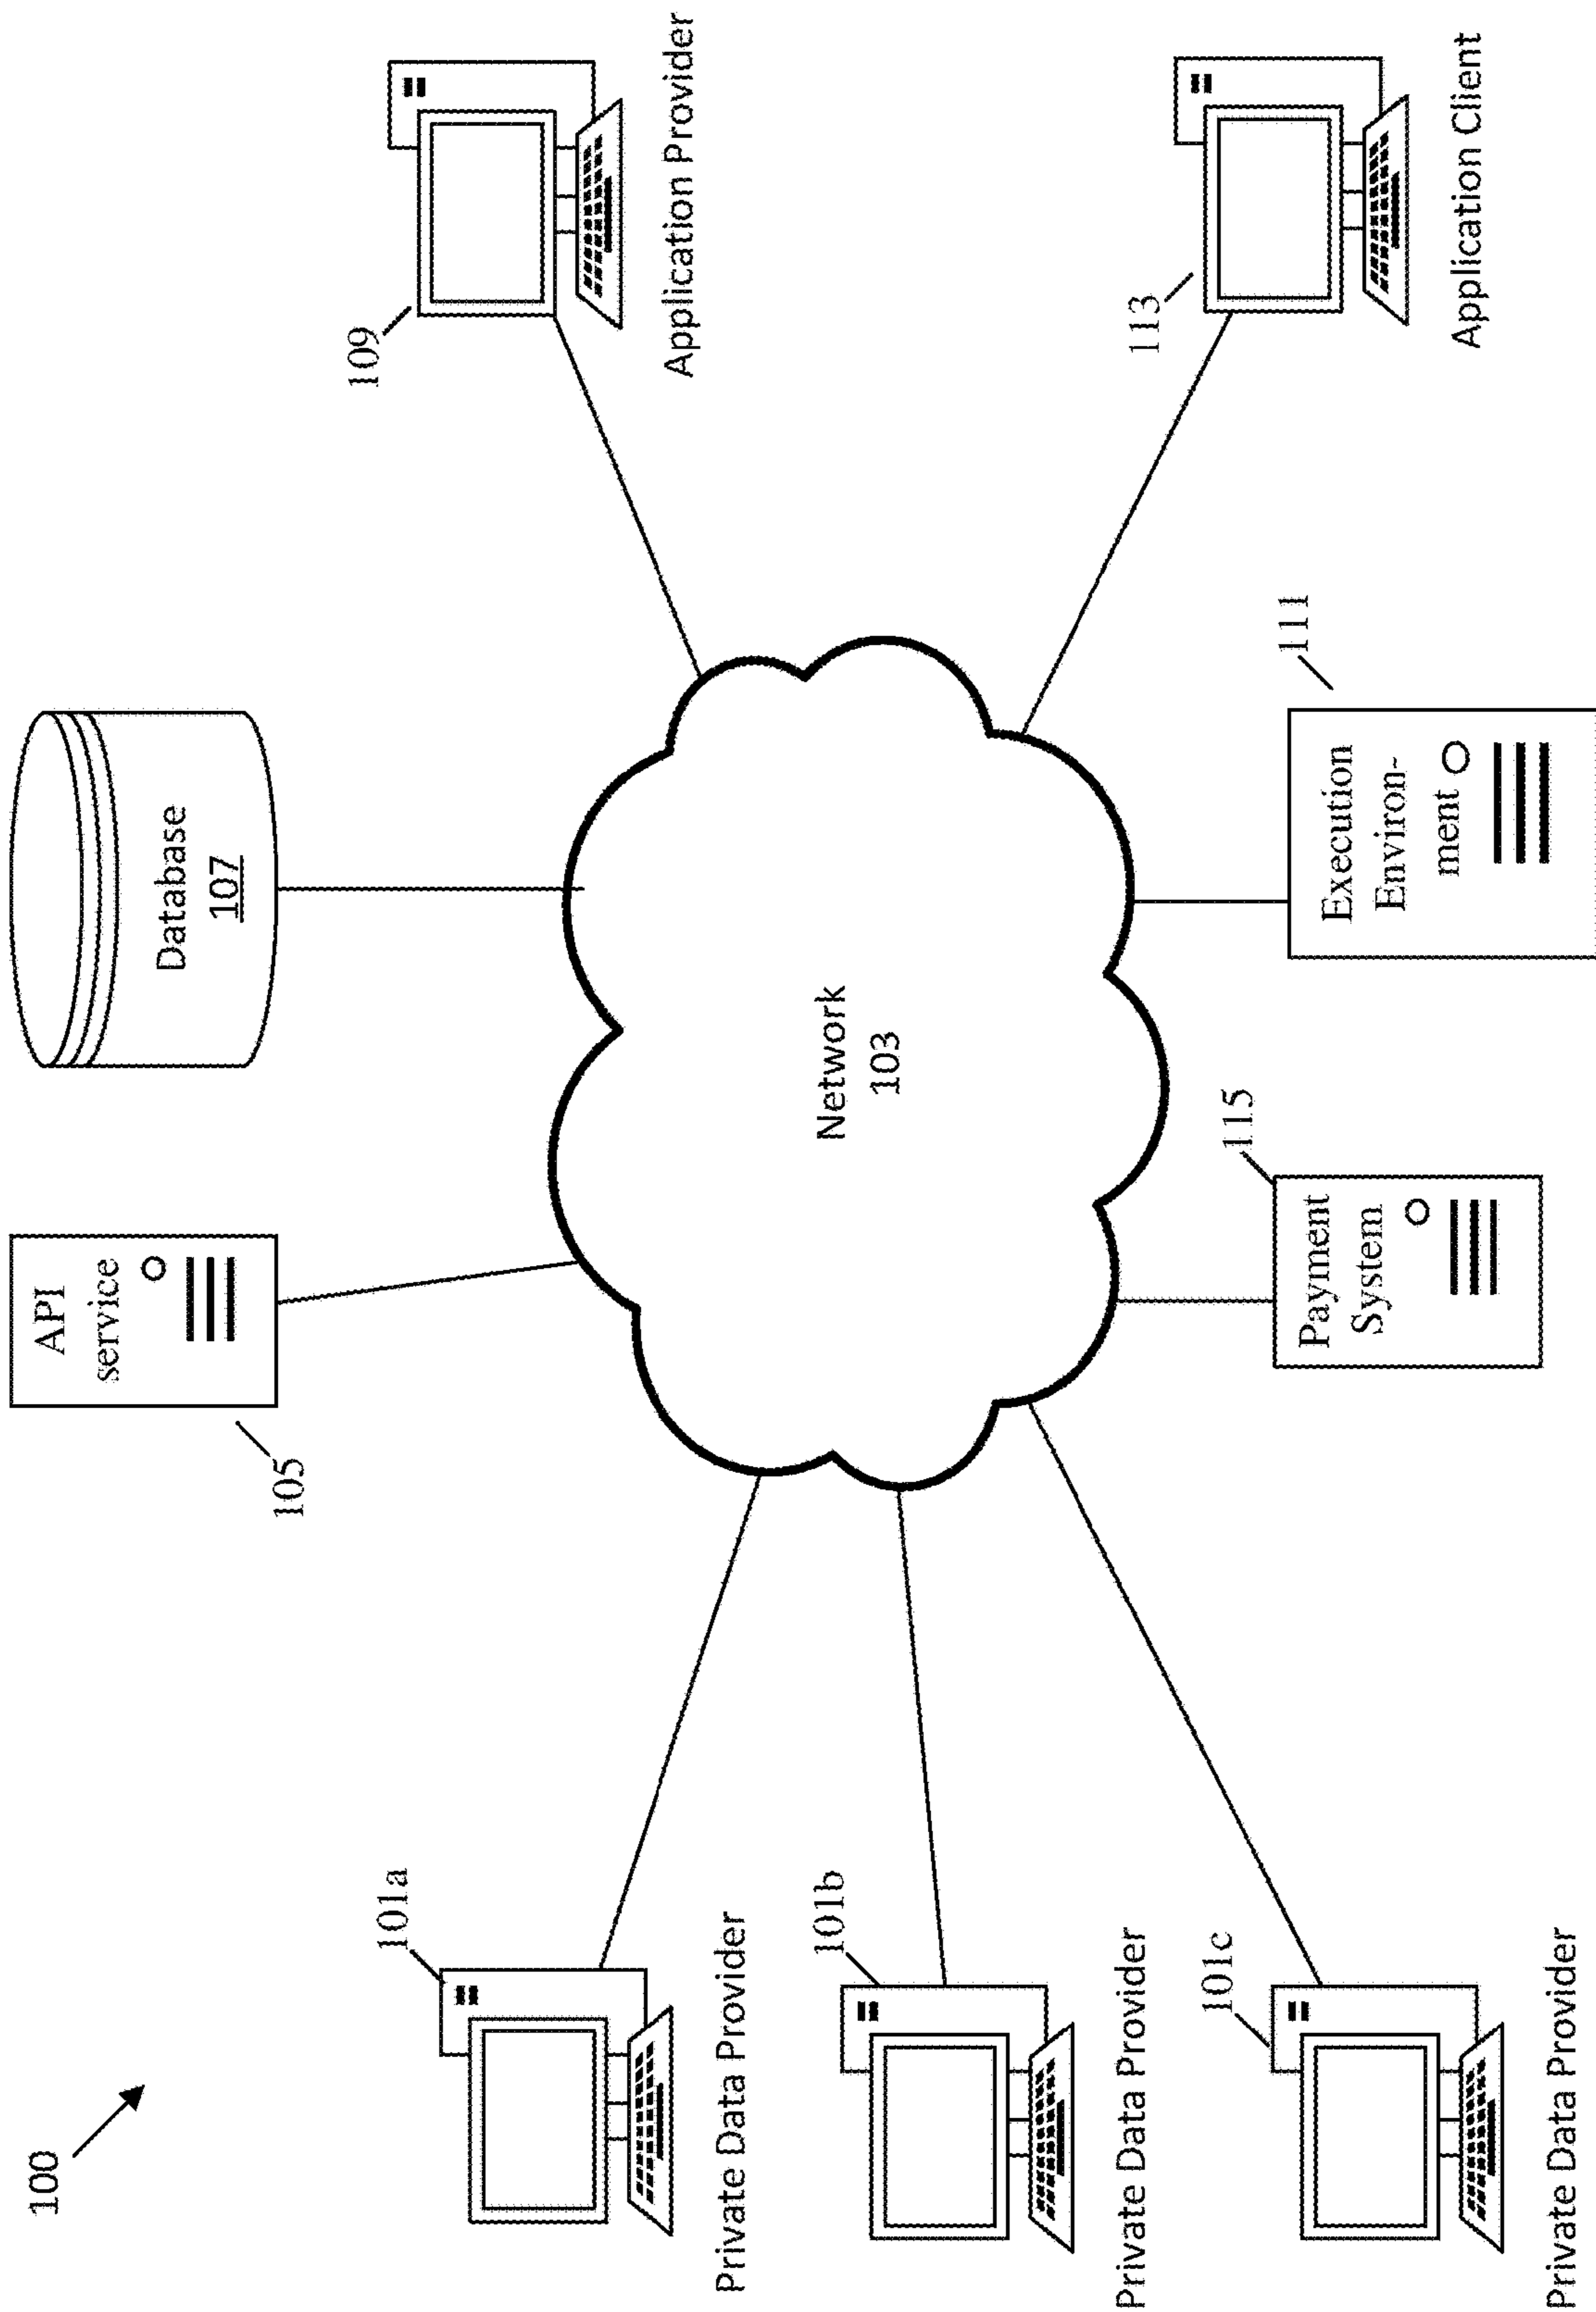 100
API
service
105
Database
107
109
Application Provider
101a
Private Data Provider
Network
103
101b
Private Data Provider
113
Application Client
101c
Private Data Provider
115
Payment
System
111
Execution
Environ-
ment